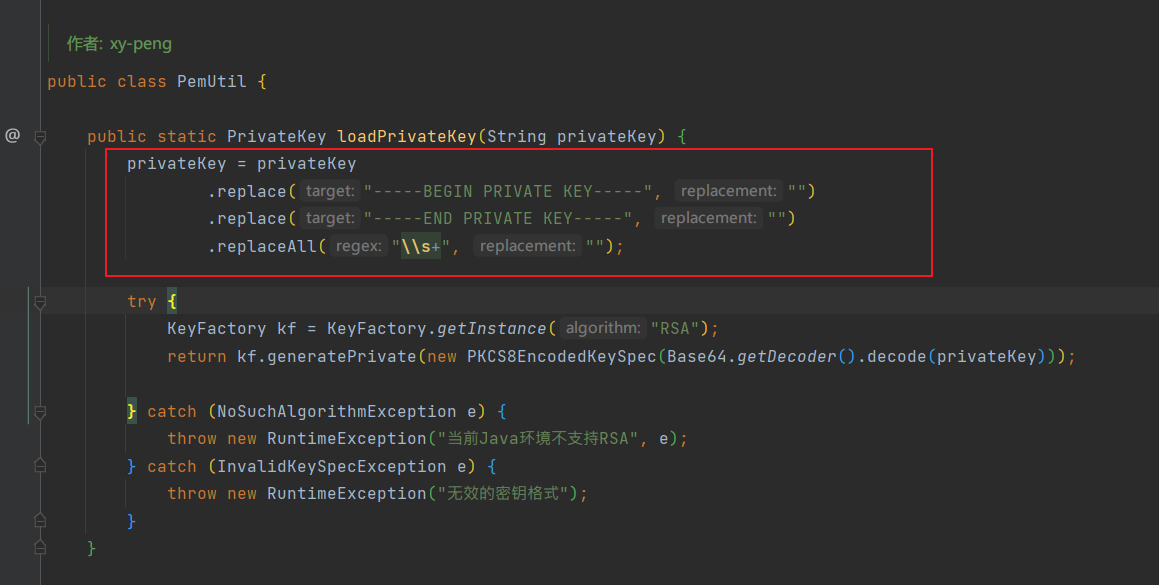 作者: xy-peng
public class PemUtil {
@ public static PrivateKey loadPrivateKey(String privateKey) {
privateKey = privateKey
.replace( target: "-----BEGIN PRIVATE KEY-----", replacement: "")
.replace( target: "-----END PRIVATE KEY-----", replacement: "")
.replaceAll( regex: "\\s+", replacement: "");
try {
KeyFactory kf = KeyFactory.getInstance( algorithm: "RSA");
return kf.generatePrivate(new PKCS8EncodedKeySpec(Base64.getDecoder().decode(privateKey)));
} catch (NoSuchAlgorithmException e) {
throw new RuntimeException("当前Java环境不支持RSA", e);
} catch (InvalidKeySpecException e) {
throw new RuntimeException("无效的密钥格式");
}
}